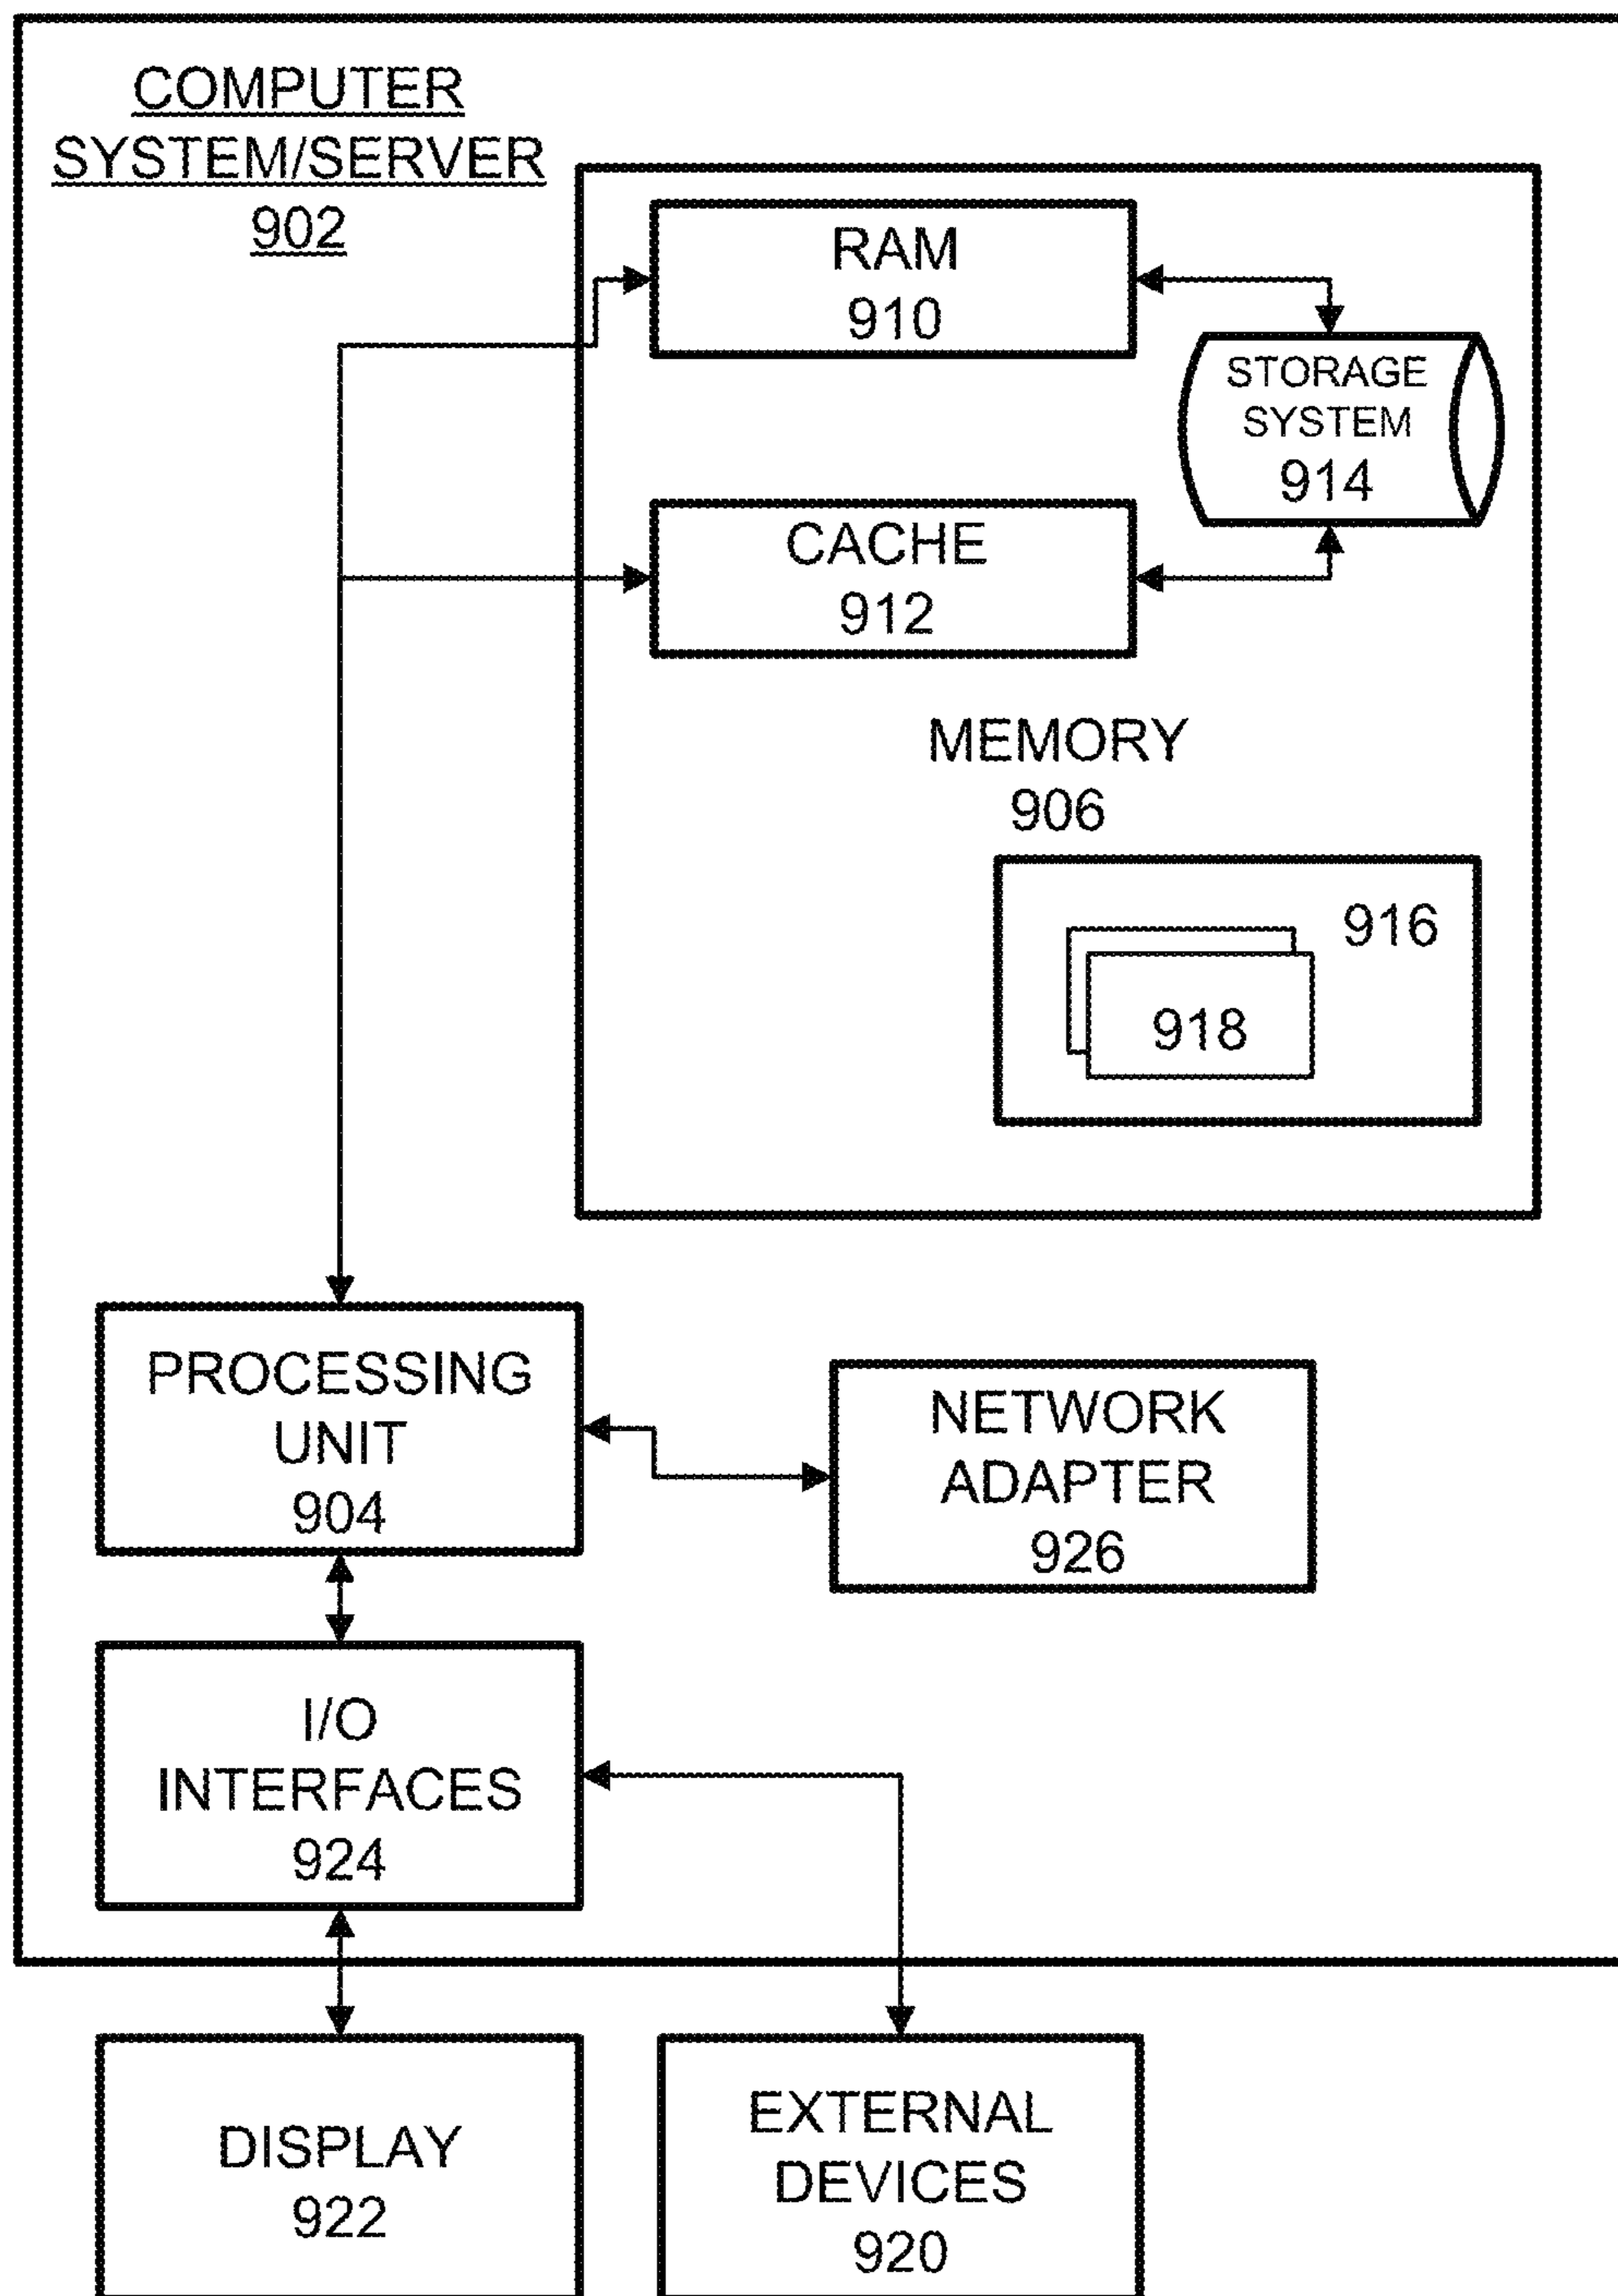 COMPUTER
SYSTEM/SERVER
902
RAM
910
STORAGE
SYSTEM
914
CACHE
912
MEMORY
906
916
918
PROCESSING
UNIT
904
NETWORK
ADAPTER
926
I/O
INTERFACES
924
DISPLAY
922
EXTERNAL
DEVICES
920